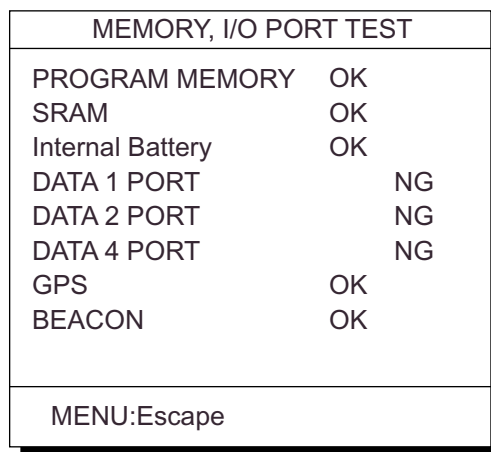 MEMORY, I/O PORT TEST
PROGRAM MEMORY OK
SRAM OK
Internal Battery OK
DATA 1 PORT NG
DATA 2 PORT NG
DATA 4 PORT NG
GPS OK
BEACON OK
MENU:Escape